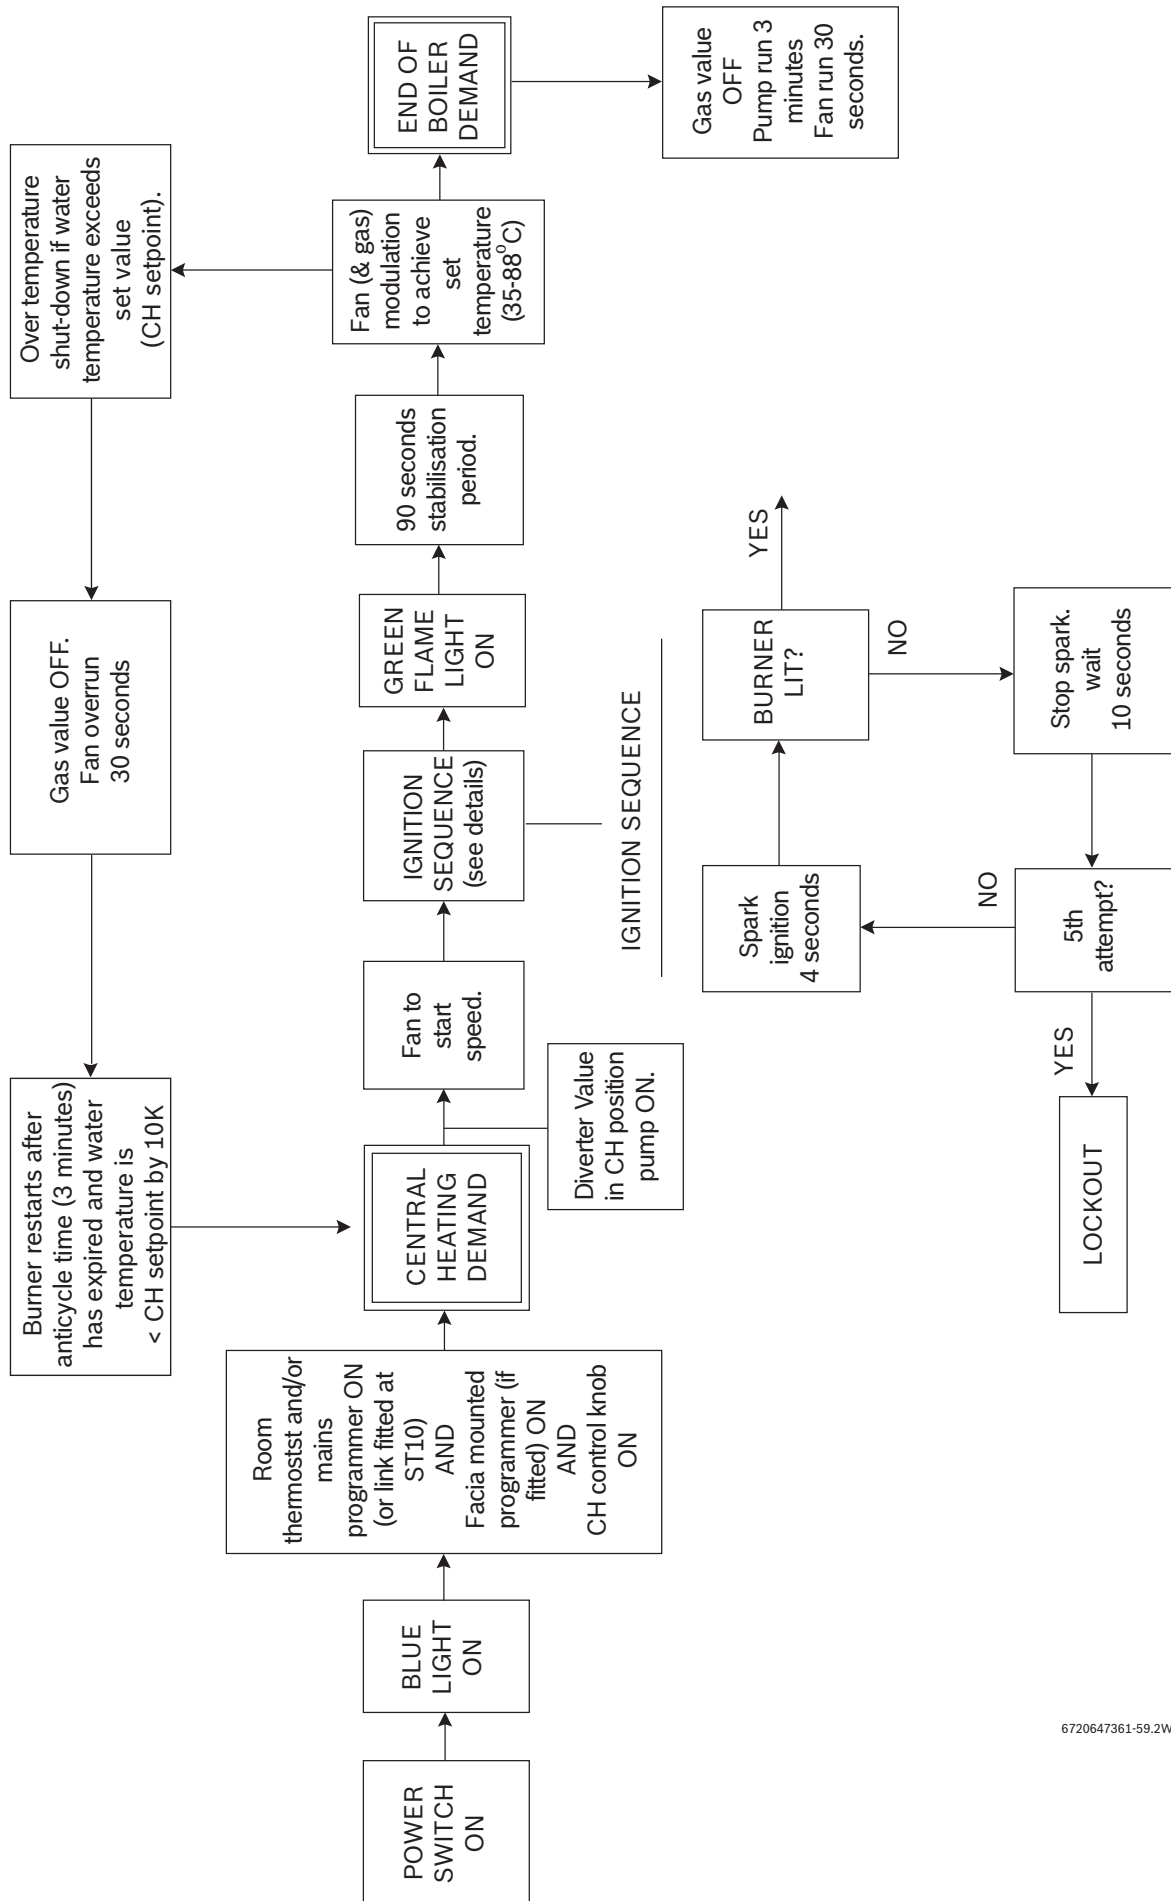 Burner restarts after
anticycle time (3 minutes)
has expired and water
temperature is
< CH setpoint by 10K
Gas value OFF.
Fan overrun
30 seconds
Over temperature
shut-down if water
temperature exceeds
set value
(CH setpoint).
POWER
SWITCH
ON
BLUE
LIGHT
ON
Room
thermostst and/or
mains
programmer ON
(or link fitted at
ST10)
AND
Facia mounted
programmer (if
fitted) ON
AND
CH control knob
ON
CENTRAL
HEATING
DEMAND
Diverter Value
in CH position
pump ON.
Fan to
start
speed.
IGNITION
SEQUENCE
(see details)
GREEN
FLAME
LIGHT
ON
90 seconds
stabilisation
period.
Fan (& gas)
modulation
to achieve
set
temperature
(35-88⁰C)
END OF
BOILER
DEMAND
Gas value
OFF
Pump run 3
minutes
Fan run 30
seconds.
IGNITION SEQUENCE
Spark
ignition
4 seconds
BURNER
LIT?
YES
NO
Stop spark.
wait
10 seconds
5th
attempt?
NO
YES
LOCKOUT
6720647361-59.2W